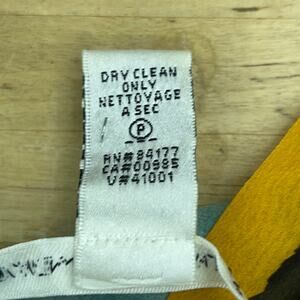 DRY CLEAN
ONLY
NETTOYAGE
A SEC
P
RN#84177
CA#00985
V#41001